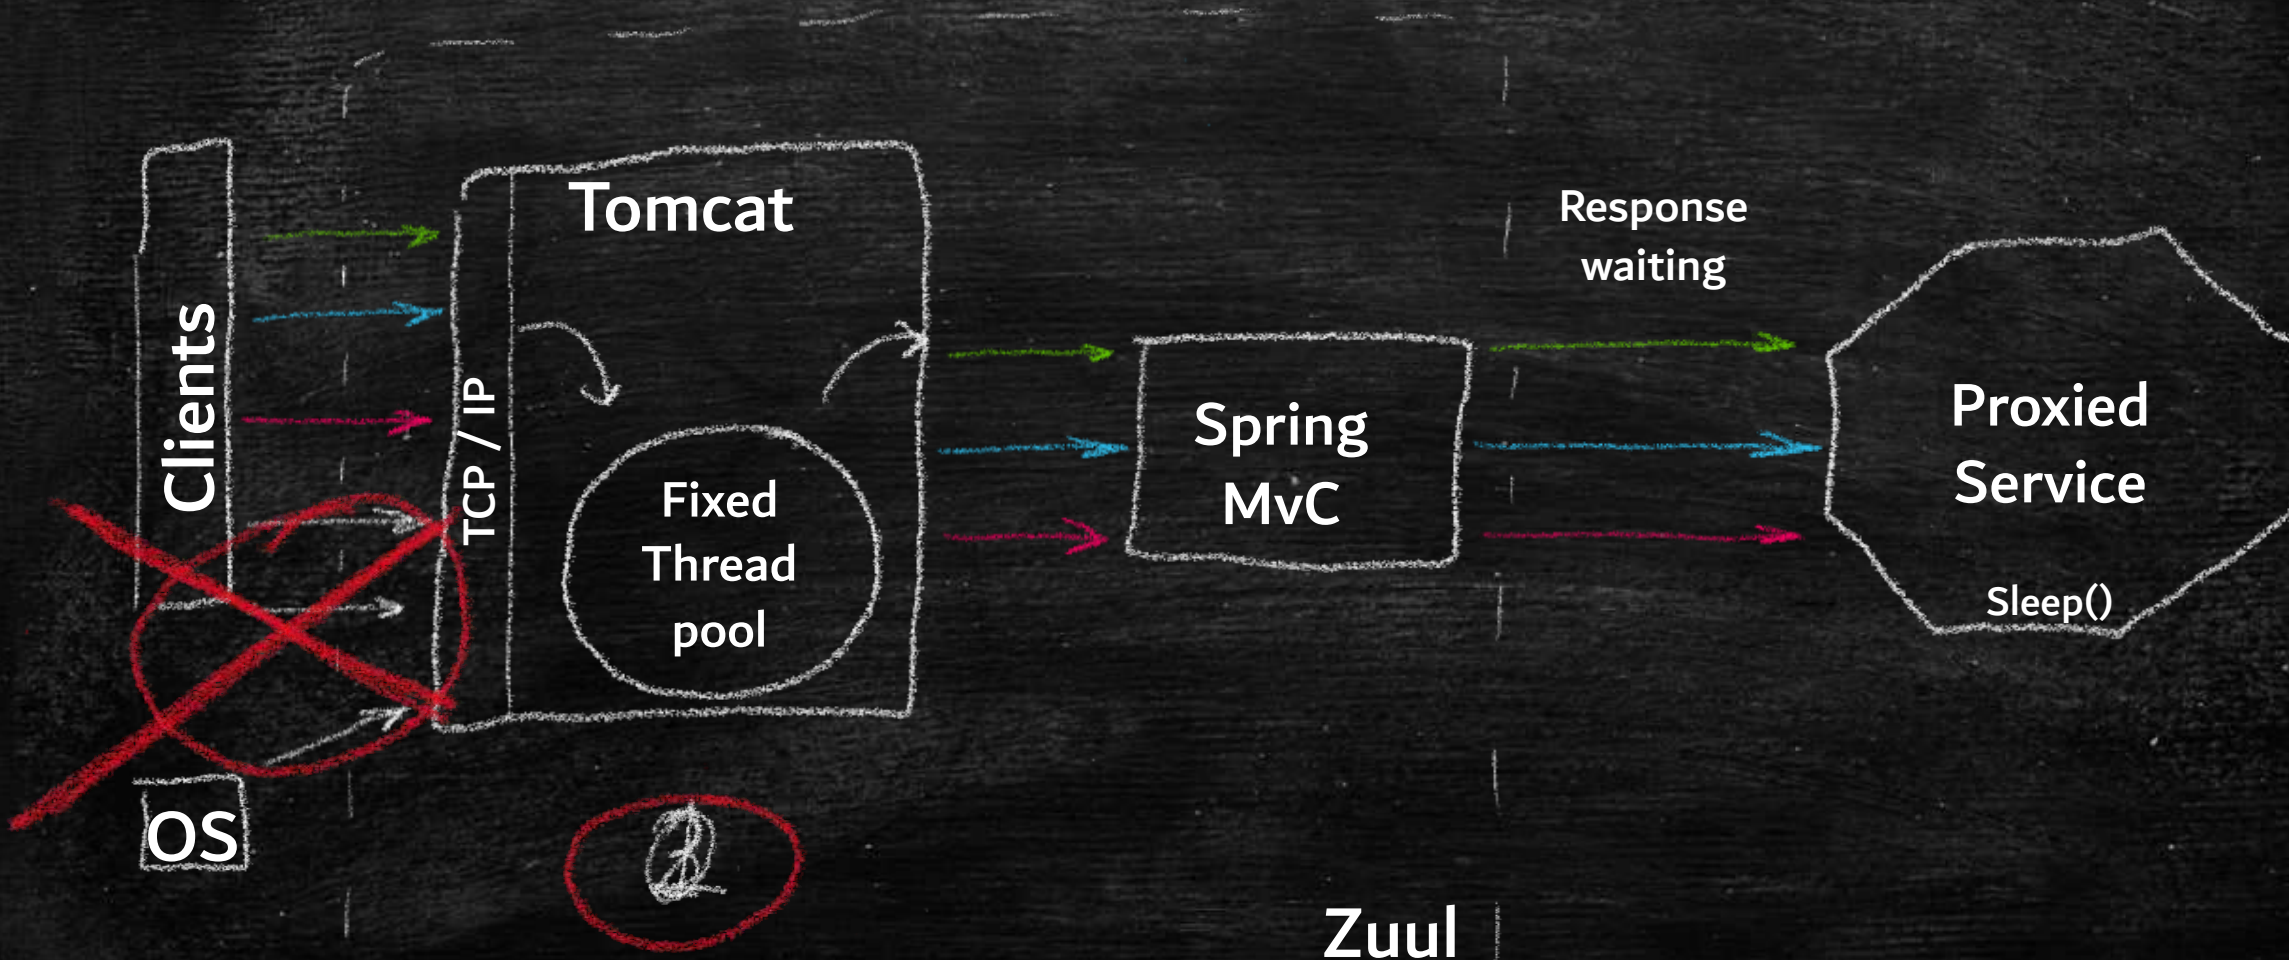 Tomcat
Response
waiting
Clients
TCP / IP
Spring
MvC
Proxied
Service
Fixed
Thread
pool
Sleep()
OS
Zuul